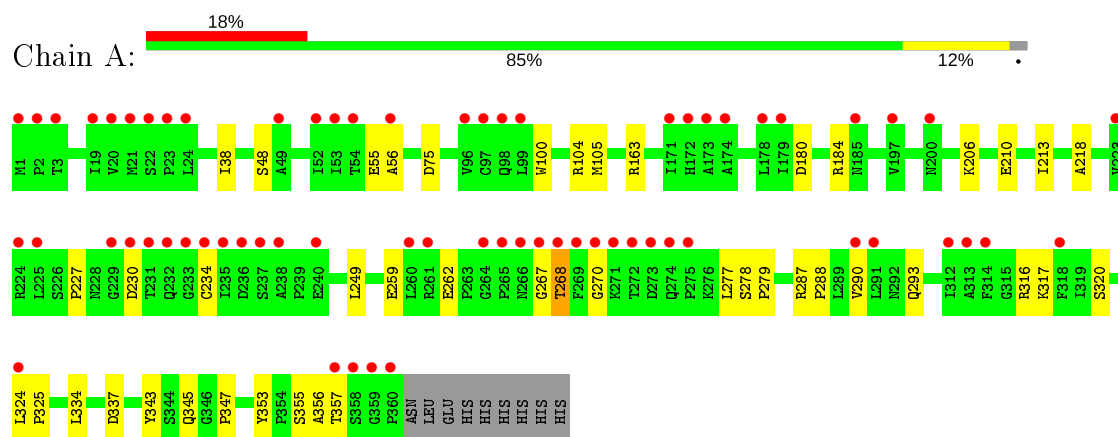 18%
Chain A:
85% 12% •
M1 P2 T3 I19 V20 M21 S22 P23 L24 I38 S48 A49 I52 I53 T54 E55 A56 D75 V96 C97 Q98 L99 W100 R104 M105 R163 I171 H172 A173 A174 L178 I179 D180 R184 N185 V197 N200 K206 E210 I213 A218 V223
R224 L225 S226 P227 N228 G229 D230 T231 Q232 G233 C234 I235 D236 S237 A238 P239 E240 L249 E259 L260 R261 E262 P263 G264 P265 N266 G267 T268 F269 G270 K271 T272 D273 Q274 P275 K276 L277 S278 P279 R287 P288 L289 V290 L291 N292 Q293 I312 A313 F314 G315 R316 K317 F318 I319 S320
L324 P325 L334 D337 Y343 S344 Q345 G346 P347 Y353 P354 S355 A356 T357 S358 G359 P360 ASN LEU GLU HIS HIS HIS HIS HIS HIS